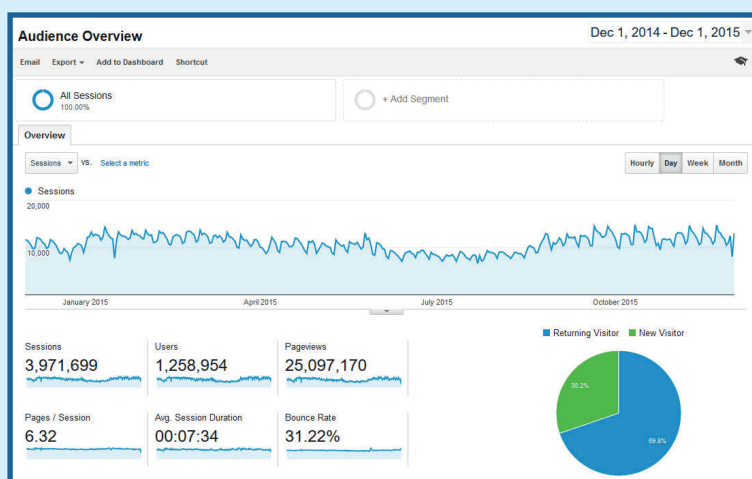 Audience Overview
Dec 1, 2014 - Dec 1, 2015
Email Export Add to Dashboard Shortcut
All Sessions
100.00%
+ Add Segment
Overview
Sessions VS. Select a metric
Hourly Day Week Month
Sessions
20,000
10,000
January 2015 April 2015 July 2015 October 2015
Returning Visitor New Visitor
Sessions Users Pageviews
3,971,699 1,258,954 25,097,170
Pages / Session Avg. Session Duration Bounce Rate
6.32 00:07:34 31.22%
30.2%
69.8%